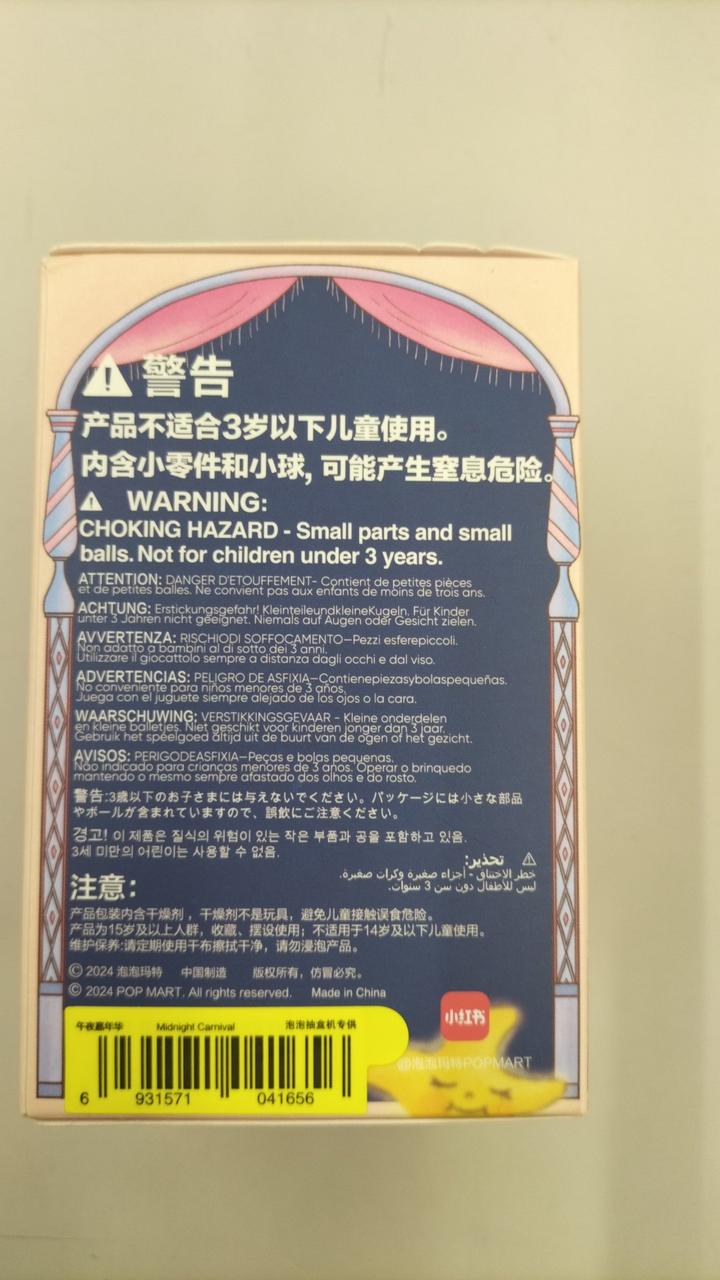 警告
产品不适合3岁以下儿童使用。
内含小零件和小球, 可能产生窒息危险。
WARNING:
CHOKING HAZARD - Small parts and small
balls. Not for children under 3 years.
ATTENTION: DANGER D'ETOUFFEMENT- Contient de petites pièces
et de petites balles. Ne convient pas aux enfants de moins de trois ans.
ACHTUNG: Erstickungsgefahr! KleinteileundkleineKugeln. Für Kinder
unter 3 Jahren nicht geeignet. Niemals auf Augen oder Gesicht zielen.
AVVERTENZA: RISCHIODI SOFFOCAMENTO–Pezzi esferepiccoli.
Non adatto a bambini al di sotto dei 3 anni.
Utilizzare il giocattolo sempre a distanza dagli occhi e dal viso.
ADVERTENCIAS: PELIGRO DE ASFIXIA–Contienepiezasybolaspequeñas.
No conveniente para niños menores de 3 años.
Juega con el juguete siempre alejado de los ojos o la cara.
WAARSCHUWING: VERSTIKKINGSGEVAAR - Kleine onderdelen
en kleine balletjes. Niet geschikt voor kinderen jonger dan 3 jaar.
Gebruik het speelgoed altijd uit de buurt van de ogen of het gezicht.
AVISOS: PERIGODEASFIXIA–Peças e bolas pequenas.
Não indicado para crianças menores de 3 anos. Operar o brinquedo
mantendo o mesmo sempre afastado dos olhos e do rosto.
警告:3歳以下のお子さまには与えないでください。パッケージには小さな部品
やボールが含まれていますので、誤飲にご注意ください。
경고! 이 제품은 질식의 위험이 있는 작은 부품과 공을 포함하고 있음.
3세 미만의 어린이는 사용할 수 없음.
تحذير:
خطر الاختناق - أجزاء صغيرة وكرات صغيرة.
ليس للأطفال دون سن 3 سنوات.
注意:
产品包装内含干燥剂，干燥剂不是玩具，避免儿童接触误食危险。
产品为15岁及以上人群，收藏、摆设使用；不适用于14岁及以下儿童使用。
维护保养:请定期使用干布擦拭干净，请勿浸泡产品。
© 2024 泡泡玛特 中国制造 版权所有，仿冒必究。
© 2024 POP MART. All rights reserved. Made in China
午夜嘉年华 Midnight Carnival 泡泡抽盒机专供
6 931571 041656
小红书
@泡泡玛特POPMART